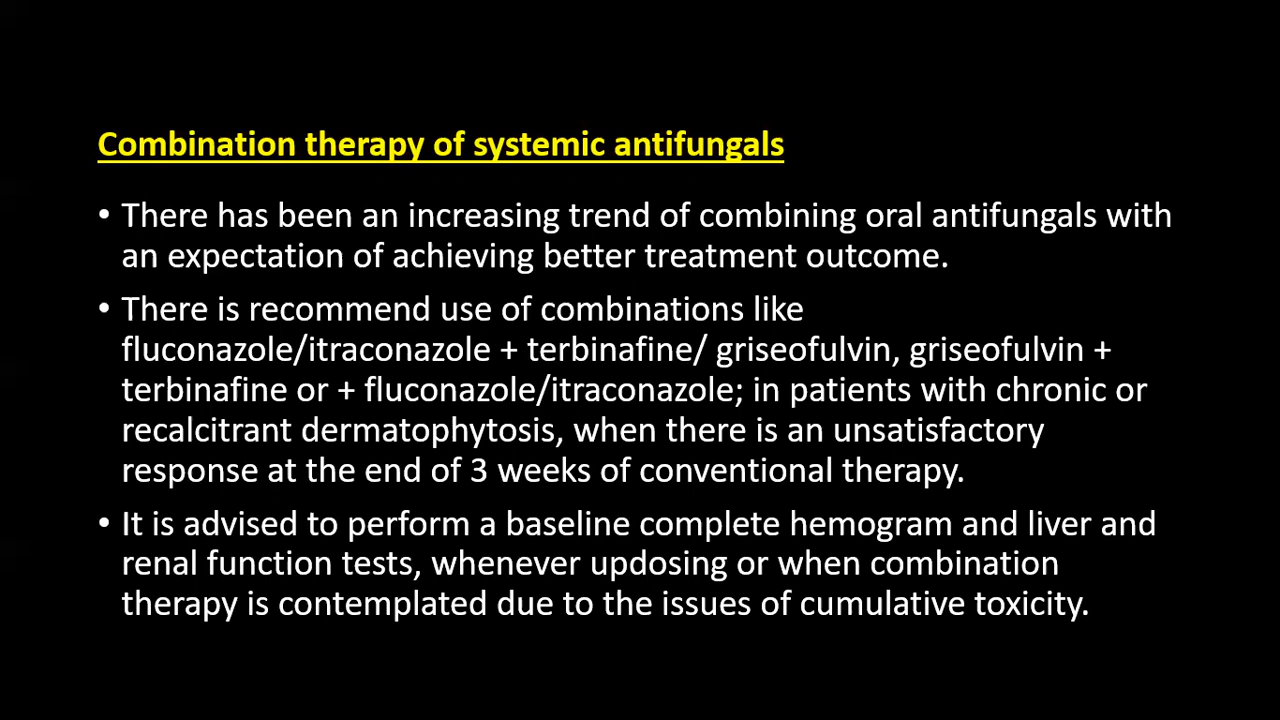 Combination therapy of systemic antifungals
• There has been an increasing trend of combining oral antifungals with
an expectation of achieving better treatment outcome.
• There is recommend use of combinations like
fluconazole/itraconazole + terbinafine/ griseofulvin, griseofulvin +
terbinafine or + fluconazole/itraconazole; in patients with chronic or
recalcitrant dermatophytosis, when there is an unsatisfactory
response at the end of 3 weeks of conventional therapy.
• It is advised to perform a baseline complete hemogram and liver and
renal function tests, whenever updosing or when combination
therapy is contemplated due to the issues of cumulative toxicity.